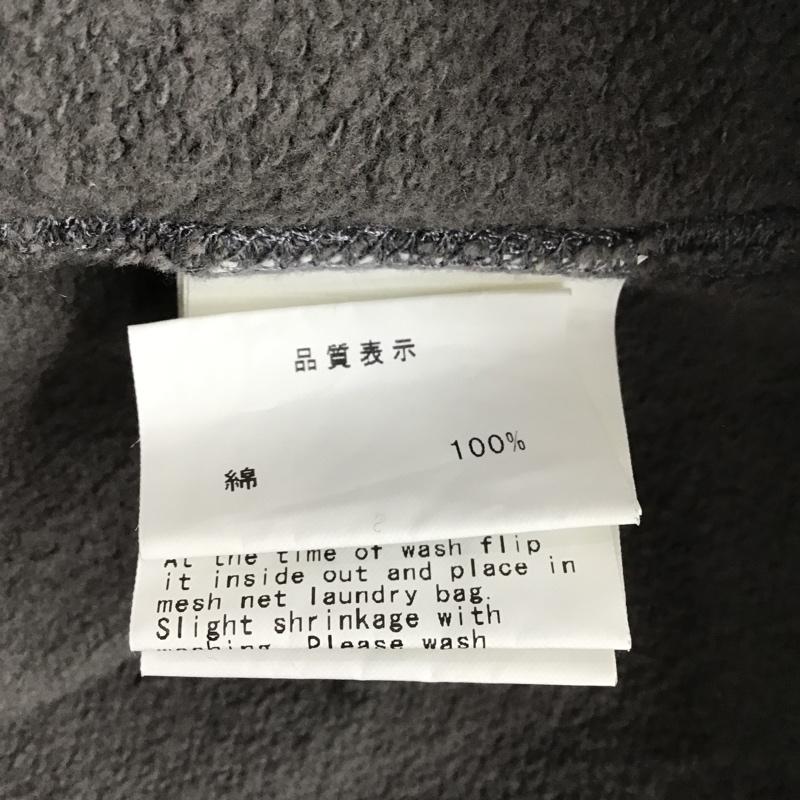 品質表示
綿 100%
At the time of wash flip
it inside out and place in
mesh net laundry bag.
Slight shrinkage with
washing. Please wash